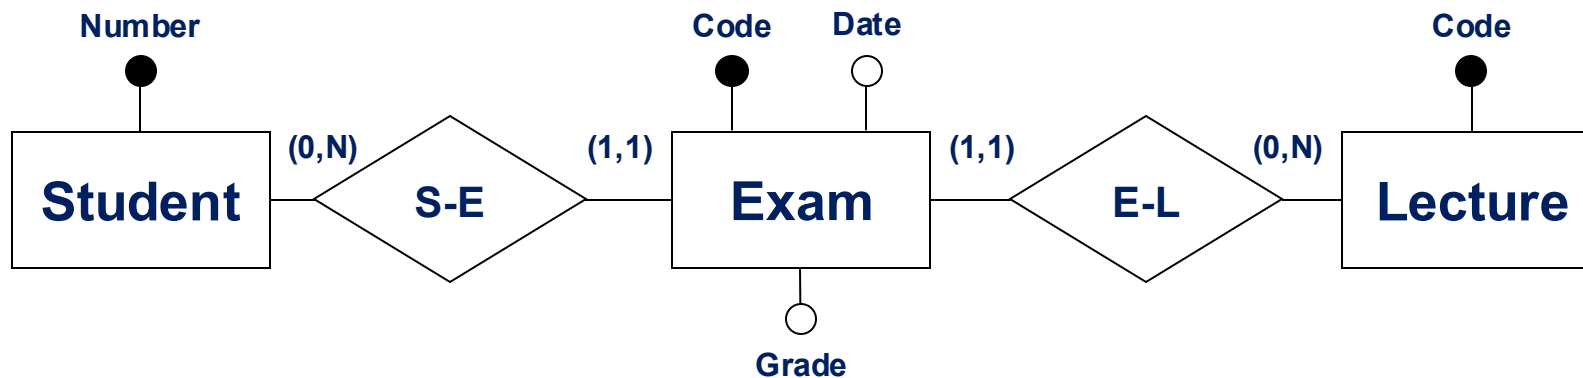 Number
Code
Date
Code
(0,N)
(1,1)
(1,1)
(0,N)
Student
S-E
Exam
E-L
Lecture
Grade